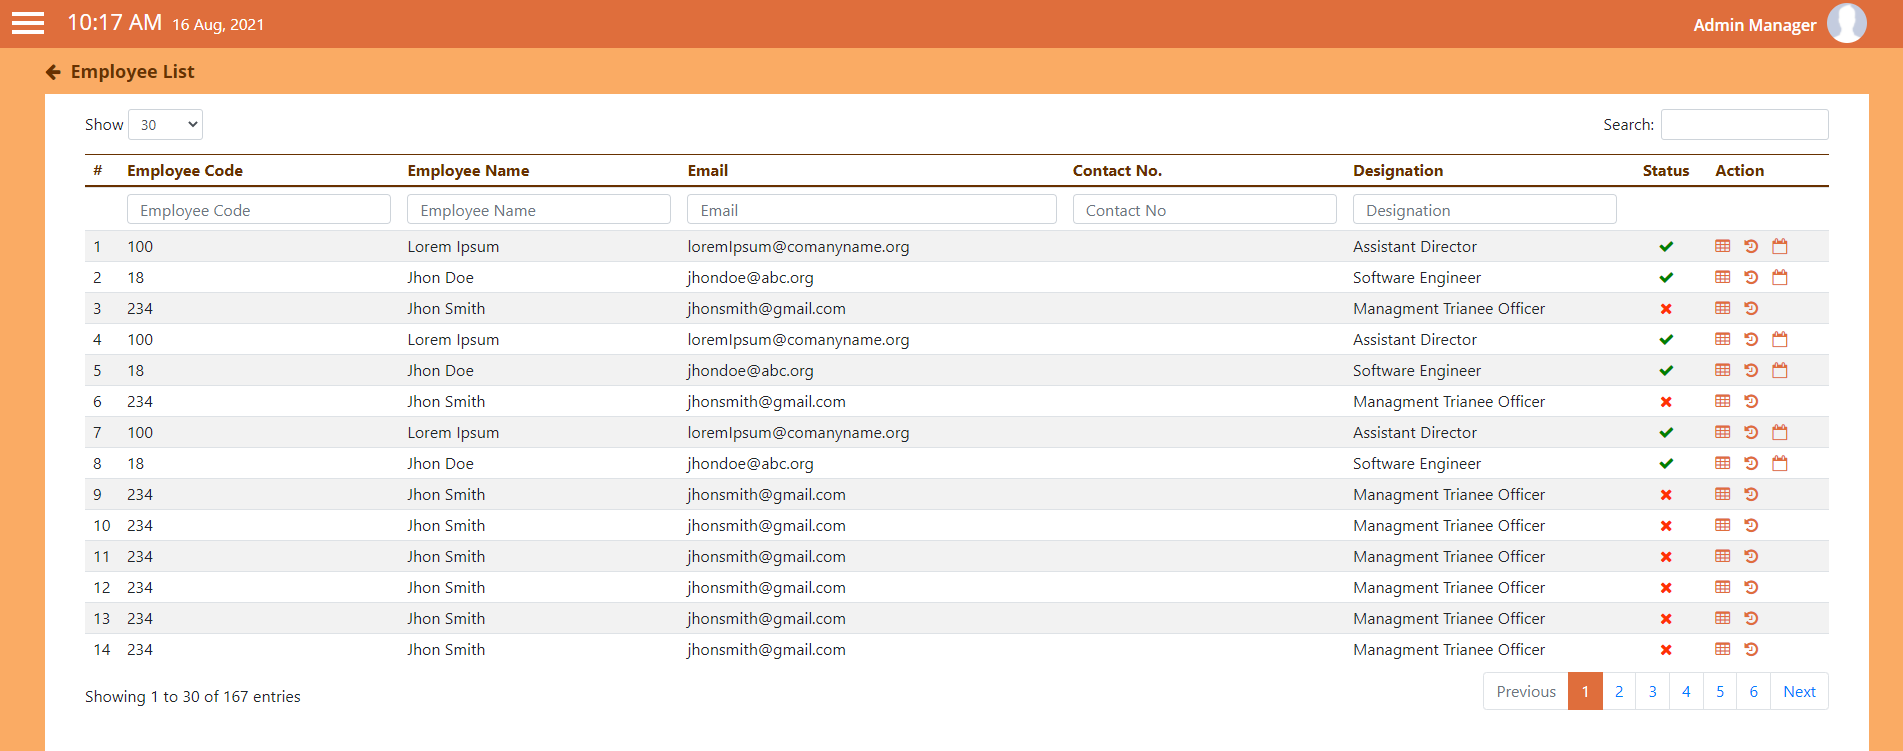 10:17 AM 16 Aug, 2021 Admin Manager
Employee List
Show 30 Search:
# Employee Code Employee Name Email Contact No. Designation Status Action
Employee Code Employee Name Email Contact No Designation
1 100 Lorem Ipsum loremIpsum@comanyname.org Assistant Director
2 18 Jhon Doe jhondoe@abc.org Software Engineer
3 234 Jhon Smith jhonsmith@gmail.com Managment Trianee Officer
4 100 Lorem Ipsum loremIpsum@comanyname.org Assistant Director
5 18 Jhon Doe jhondoe@abc.org Software Engineer
6 234 Jhon Smith jhonsmith@gmail.com Managment Trianee Officer
7 100 Lorem Ipsum loremIpsum@comanyname.org Assistant Director
8 18 Jhon Doe jhondoe@abc.org Software Engineer
9 234 Jhon Smith jhonsmith@gmail.com Managment Trianee Officer
10 234 Jhon Smith jhonsmith@gmail.com Managment Trianee Officer
11 234 Jhon Smith jhonsmith@gmail.com Managment Trianee Officer
12 234 Jhon Smith jhonsmith@gmail.com Managment Trianee Officer
13 234 Jhon Smith jhonsmith@gmail.com Managment Trianee Officer
14 234 Jhon Smith jhonsmith@gmail.com Managment Trianee Officer
Showing 1 to 30 of 167 entries Previous 1 2 3 4 5 6 Next